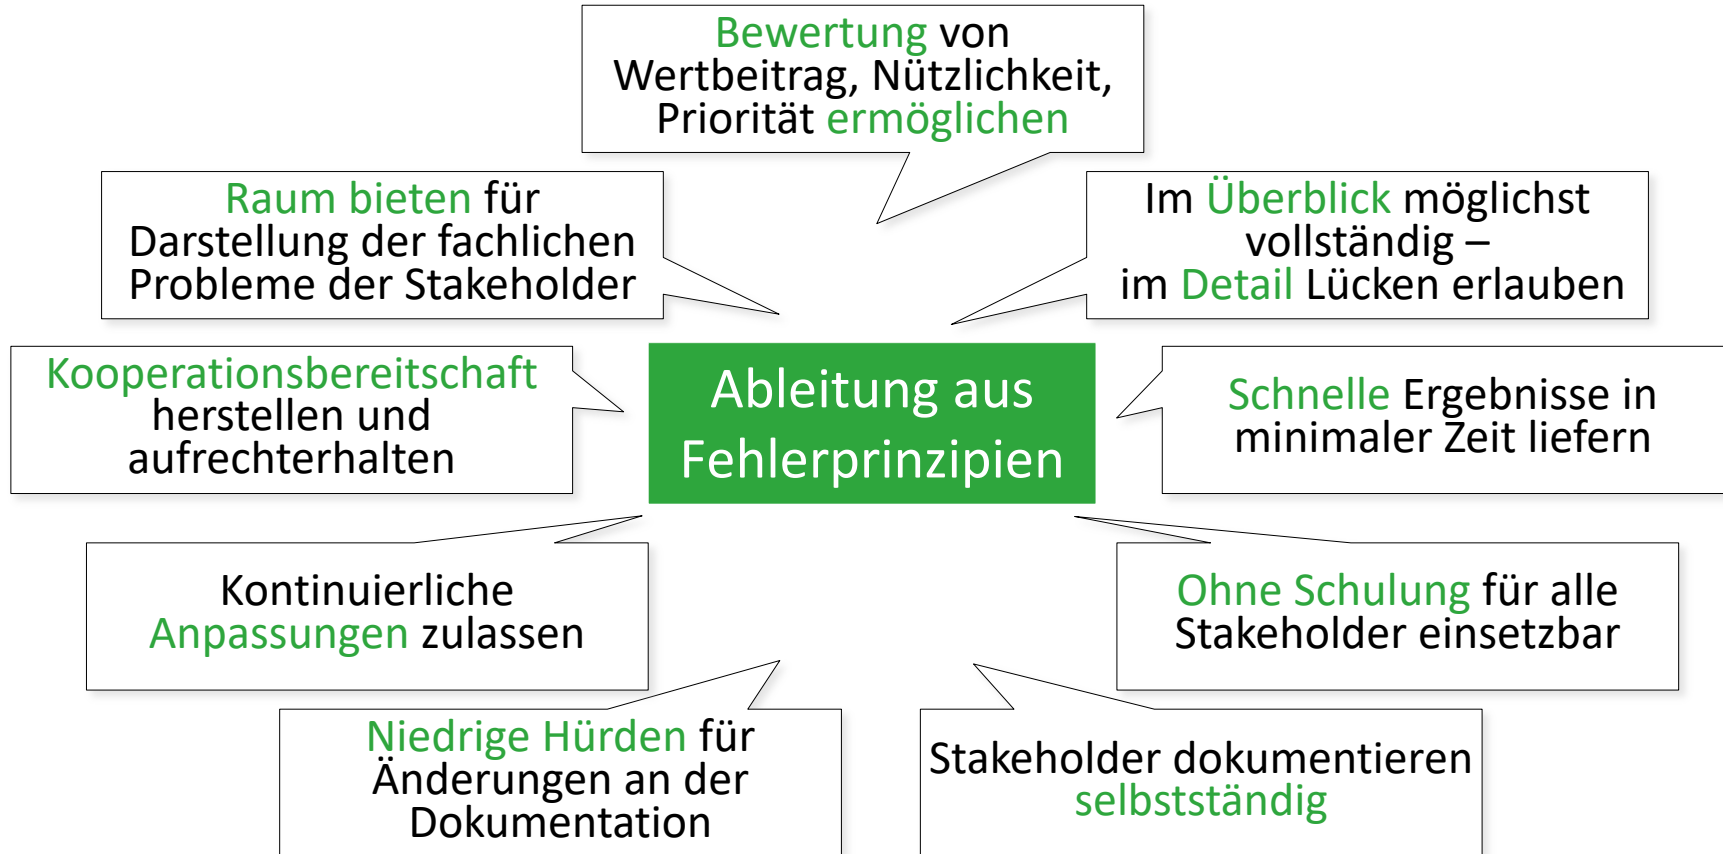 Bewertung von
Wertbeitrag, Nützlichkeit,
Priorität ermöglichen
Raum bieten für
Darstellung der fachlichen
Probleme der Stakeholder
Im Überblick möglichst
vollständig –
im Detail Lücken erlauben
Kooperationsbereitschaft
herstellen und
aufrechterhalten
Ableitung aus
Fehlerprinzipien
Schnelle Ergebnisse in
minimaler Zeit liefern
Kontinuierliche
Anpassungen zulassen
Ohne Schulung für alle
Stakeholder einsetzbar
Niedrige Hürden für
Änderungen an der
Dokumentation
Stakeholder dokumentieren
selbstständig